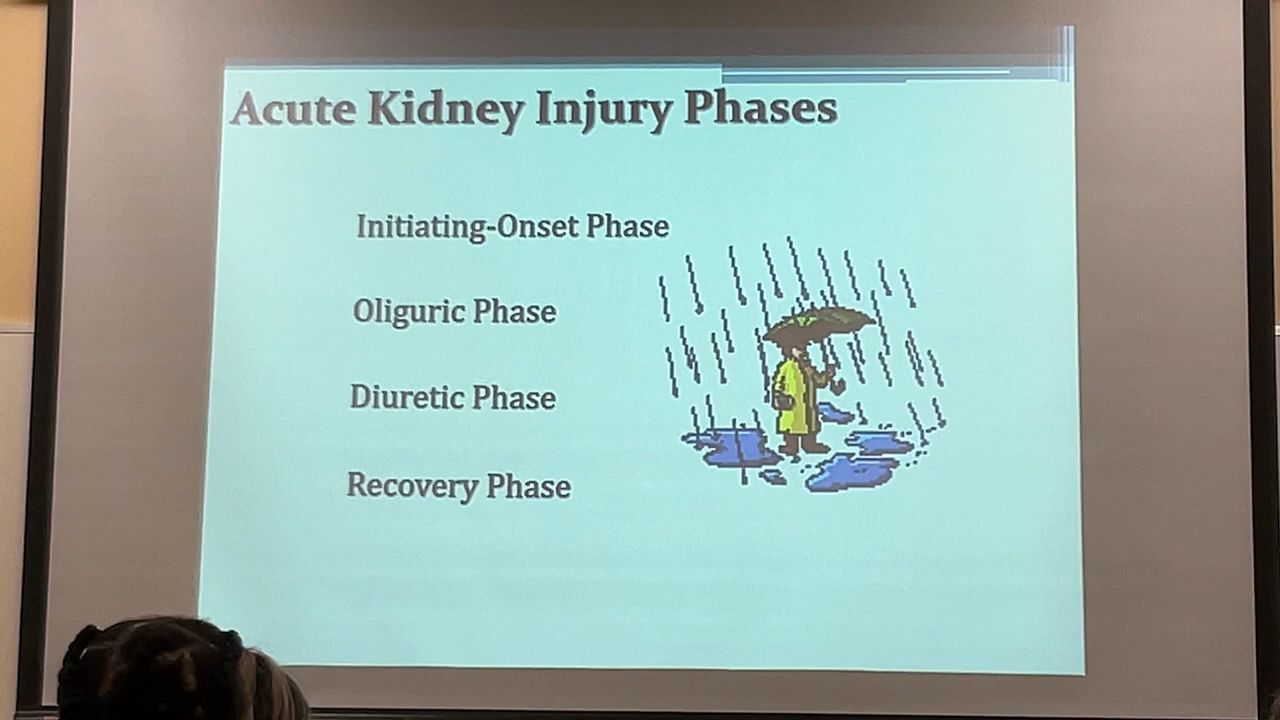 Acute Kidney Injury Phases
Initiating-Onset Phase
Oliguric Phase
Diuretic Phase
Recovery Phase